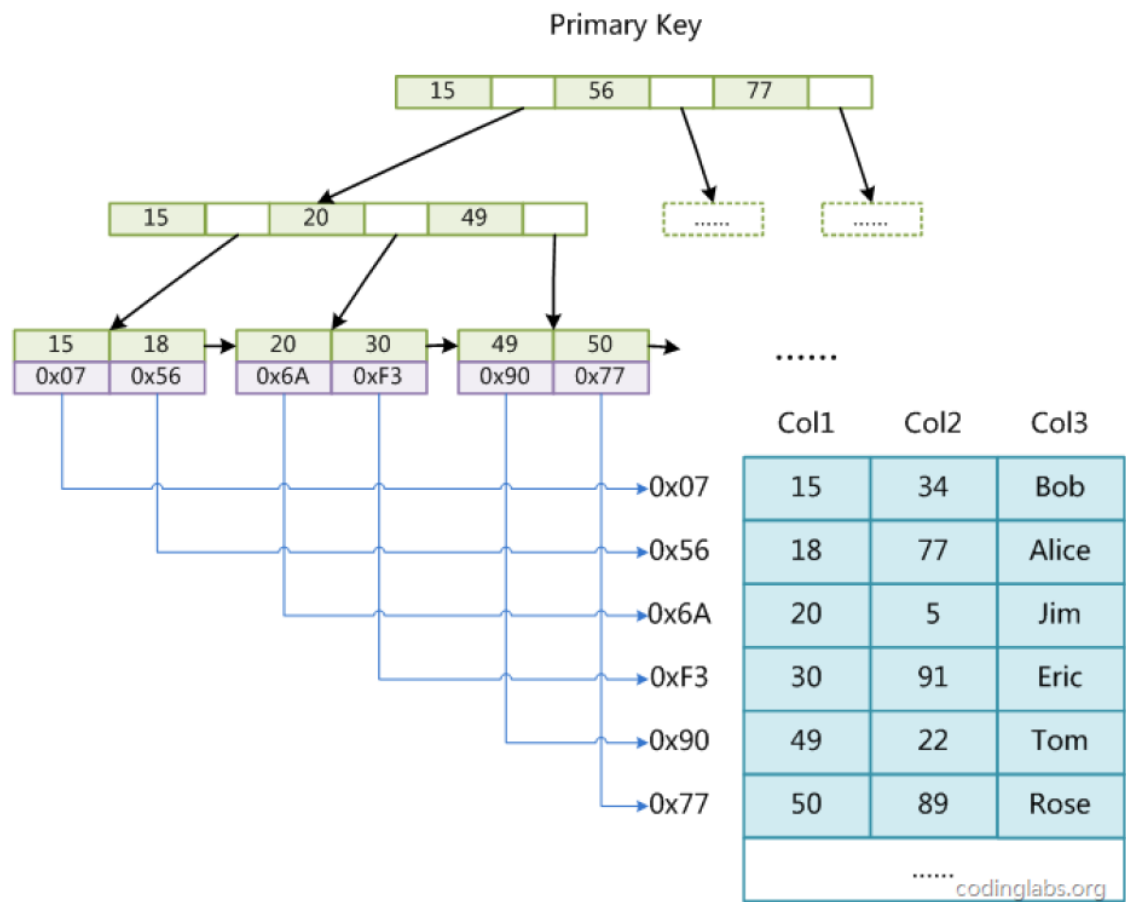 Primary Key
15 56 77
15 20 49 ...... ......
15 18 20 30 49 50
0x07 0x56 0x6A 0xF3 0x90 0x77
......
Col1 Col2 Col3
0x07 15 34 Bob
0x56 18 77 Alice
0x6A 20 5 Jim
0xF3 30 91 Eric
0x90 49 22 Tom
0x77 50 89 Rose
......
codinglabs.org